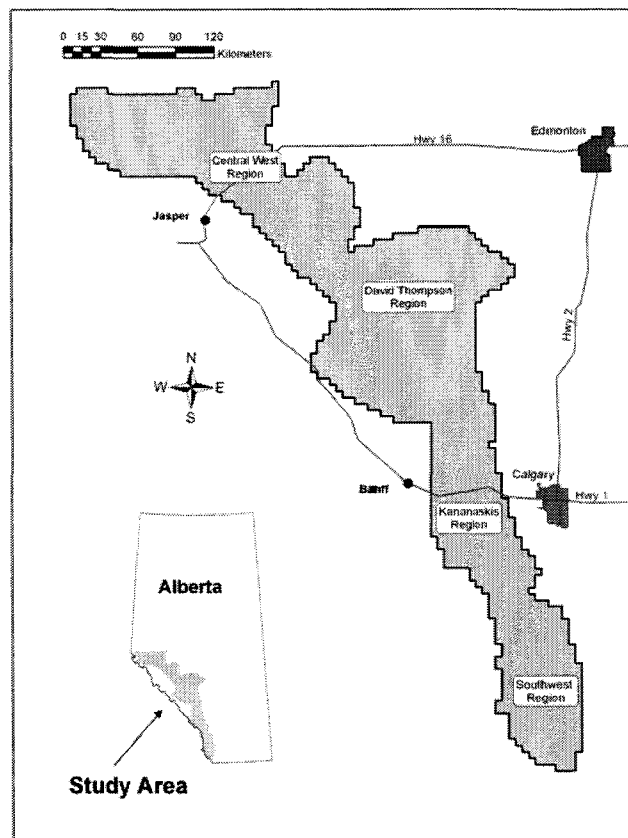 0 15 30 60 90 120
Kilometers
Edmonton
Hwy 16
Central West
Region
Jasper
David Thompson
Region
Hwy 2
N
W E
S
Calgary
Banff
Hwy 1
Kananaskis
Region
Alberta
Southwest
Region
Study Area